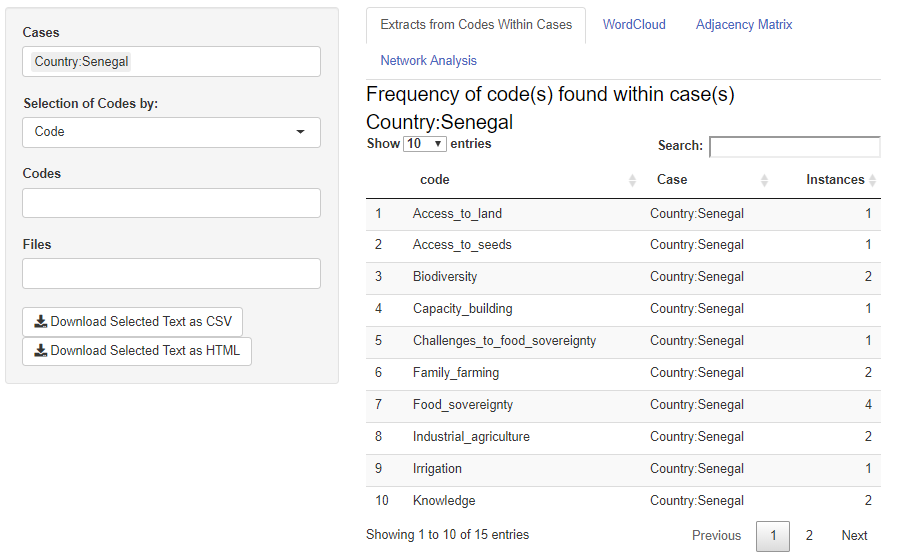 Cases
Country:Senegal
Selection of Codes by:
Code
Codes
Files
Download Selected Text as CSV
Download Selected Text as HTML
Extracts from Codes Within Cases WordCloud Adjacency Matrix
Network Analysis
Frequency of code(s) found within case(s)
Country:Senegal
Show 10 entries Search:
code Case Instances
1 Access_to_land Country:Senegal 1
2 Access_to_seeds Country:Senegal 1
3 Biodiversity Country:Senegal 2
4 Capacity_building Country:Senegal 1
5 Challenges_to_food_sovereignty Country:Senegal 1
6 Family_farming Country:Senegal 2
7 Food_sovereignty Country:Senegal 4
8 Industrial_agriculture Country:Senegal 2
9 Irrigation Country:Senegal 1
10 Knowledge Country:Senegal 2
Showing 1 to 10 of 15 entries Previous 1 2 Next